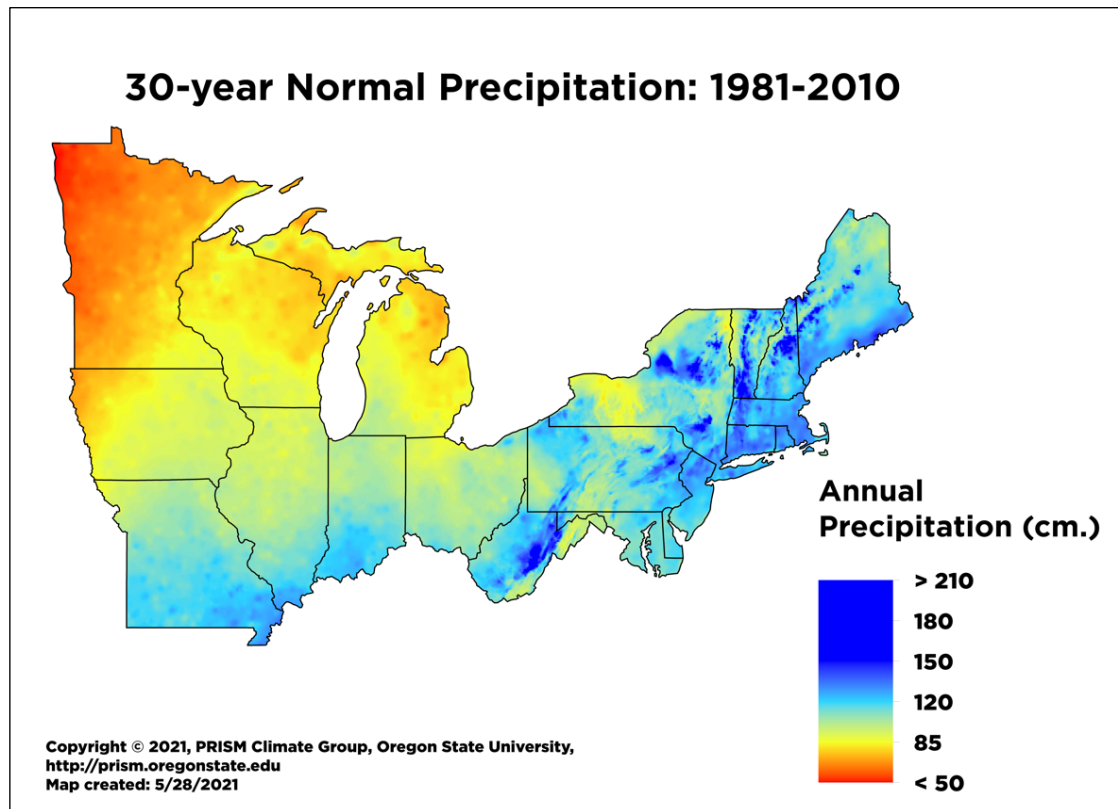 30-year Normal Precipitation: 1981-2010
Annual
Precipitation (cm.)
> 210
180
150
120
85
< 50
Copyright © 2021, PRISM Climate Group, Oregon State University,
http://prism.oregonstate.edu
Map created: 5/28/2021